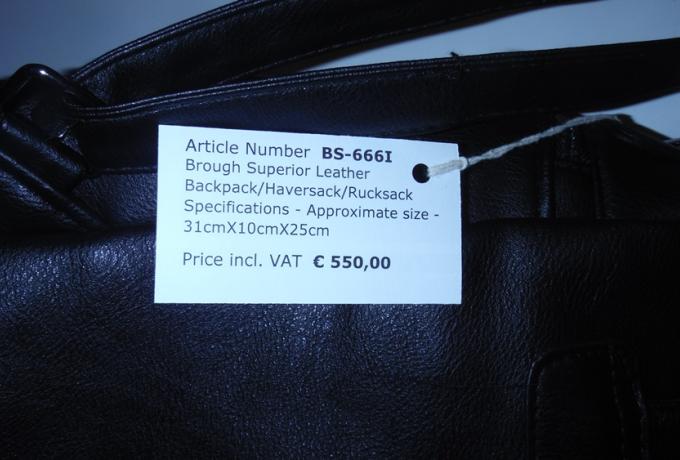 Article Number BS-666I
Brough Superior Leather
Backpack/Haversack/Rucksack
Specifications - Approximate size -
31cmX10cmX25cm
Price incl. VAT € 550,00